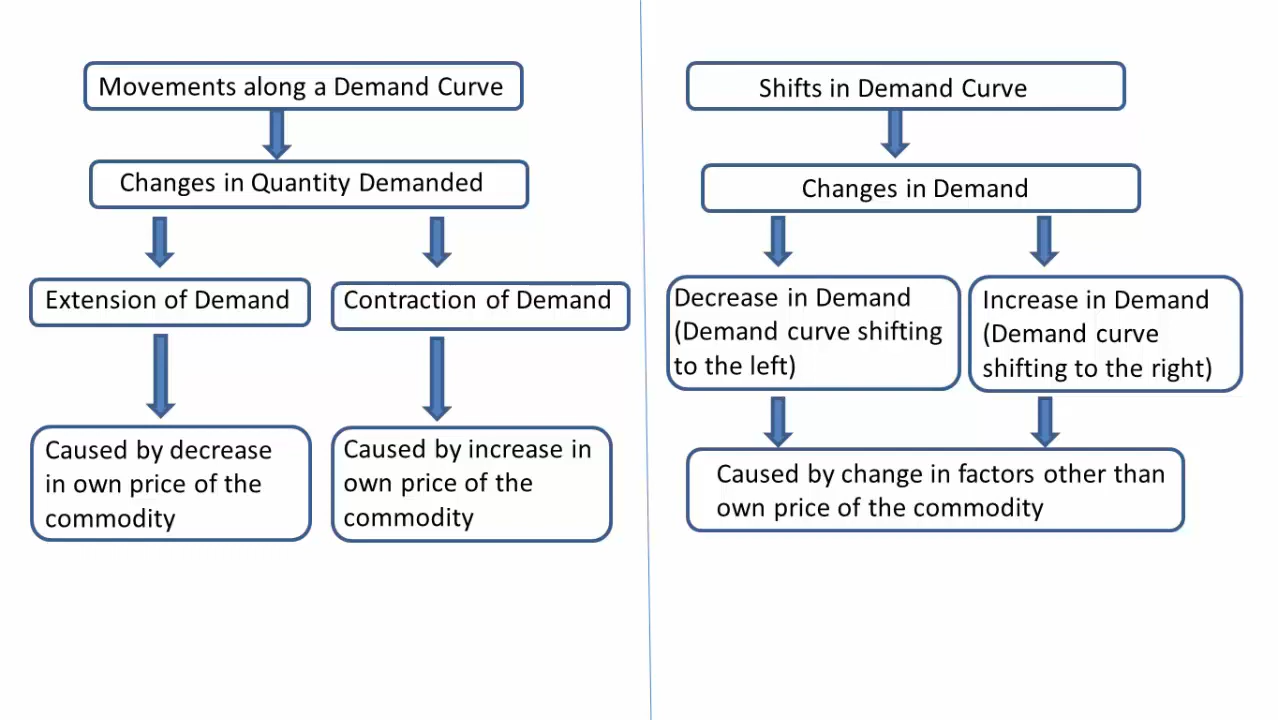 Movements along a Demand Curve
Changes in Quantity Demanded
Extension of Demand
Contraction of Demand
Caused by decrease
in own price of the
commodity
Caused by increase in
own price of the
commodity
Shifts in Demand Curve
Changes in Demand
Decrease in Demand
(Demand curve shifting
to the left)
Increase in Demand
(Demand curve
shifting to the right)
Caused by change in factors other than
own price of the commodity